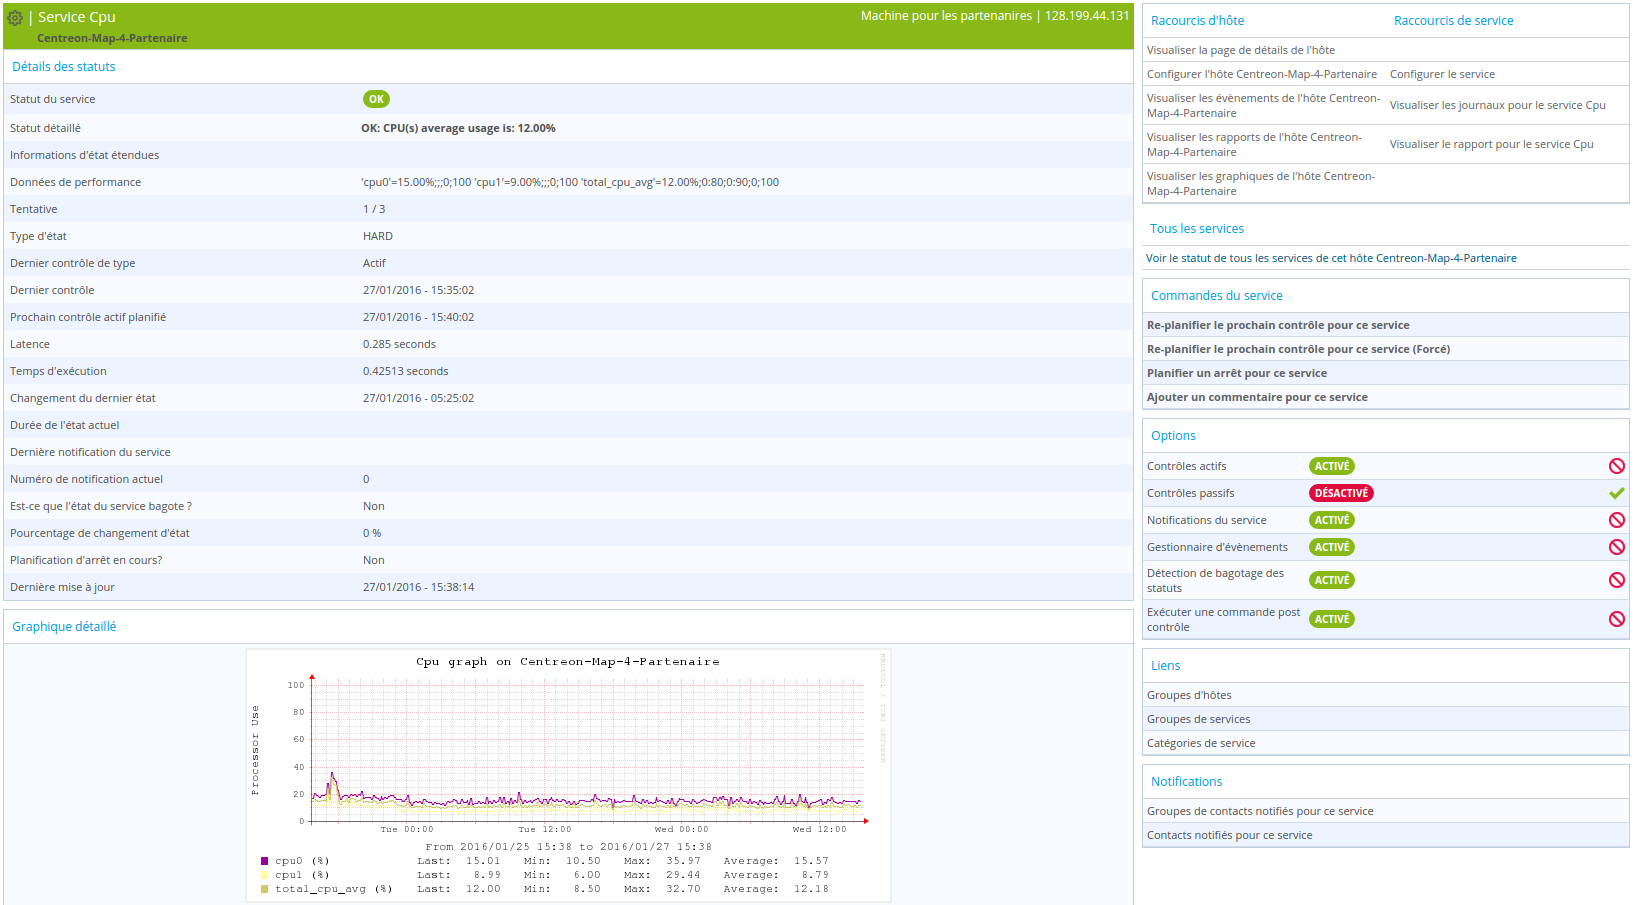 | Service Cpu
Machine pour les partenanires | 128.199.44.131
Centreon-Map-4-Partenaire
Détails des statuts
Statut du service OK
Statut détaillé OK: CPU(s) average usage is: 12.00%
Informations d'état étendues
Données de performance 'cpu0'=15.00%;;;0;100 'cpu1'=9.00%;;;0;100 'total_cpu_avg'=12.00%;0:80;0:90;0;100
Tentative 1 / 3
Type d'état HARD
Dernier contrôle de type Actif
Dernier contrôle 27/01/2016 - 15:35:02
Prochain contrôle actif planifié 27/01/2016 - 15:40:02
Latence 0.285 seconds
Temps d'exécution 0.42513 seconds
Changement du dernier état 27/01/2016 - 05:25:02
Durée de l'état actuel
Dernière notification du service
Numéro de notification actuel 0
Est-ce que l'état du service bagote ? Non
Pourcentage de changement d'état 0 %
Planification d'arrêt en cours? Non
Dernière mise à jour 27/01/2016 - 15:38:14
Graphique détaillé
Cpu graph on Centreon-Map-4-Partenaire
RRDTOOL / TOBI OETIKER
Processor Use
100
80
60
40
20
0
Tue 00:00 Tue 12:00 Wed 00:00 Wed 12:00
From 2016/01/25 15:38 to 2016/01/27 15:38
cpu0 (%) Last: 15.01 Min: 10.50 Max: 35.97 Average: 15.57
cpu1 (%) Last: 8.99 Min: 6.00 Max: 29.44 Average: 8.79
total_cpu_avg (%) Last: 12.00 Min: 8.50 Max: 32.70 Average: 12.18
Racourcis d'hôte Raccourcis de service
Visualiser la page de détails de l'hôte
Configurer l'hôte Centreon-Map-4-Partenaire Configurer le service
Visualiser les évènements de l'hôte Centreon-
Map-4-Partenaire
Visualiser les journaux pour le service Cpu
Visualiser les rapports de l'hôte Centreon-
Map-4-Partenaire
Visualiser le rapport pour le service Cpu
Visualiser les graphiques de l'hôte Centreon-
Map-4-Partenaire
Tous les services
Voir le statut de tous les services de cet hôte Centreon-Map-4-Partenaire
Commandes du service
Re-planifier le prochain contrôle pour ce service
Re-planifier le prochain contrôle pour ce service (Forcé)
Planifier un arrêt pour ce service
Ajouter un commentaire pour ce service
Options
Contrôles actifs ACTIVÉ
Contrôles passifs DÉSACTIVÉ
Notifications du service ACTIVÉ
Gestionnaire d'évènements ACTIVÉ
Détection de bagotage des
statuts
ACTIVÉ
Exécuter une commande post
contrôle
ACTIVÉ
Liens
Groupes d'hôtes
Groupes de services
Catégories de service
Notifications
Groupes de contacts notifiés pour ce service
Contacts notifiés pour ce service